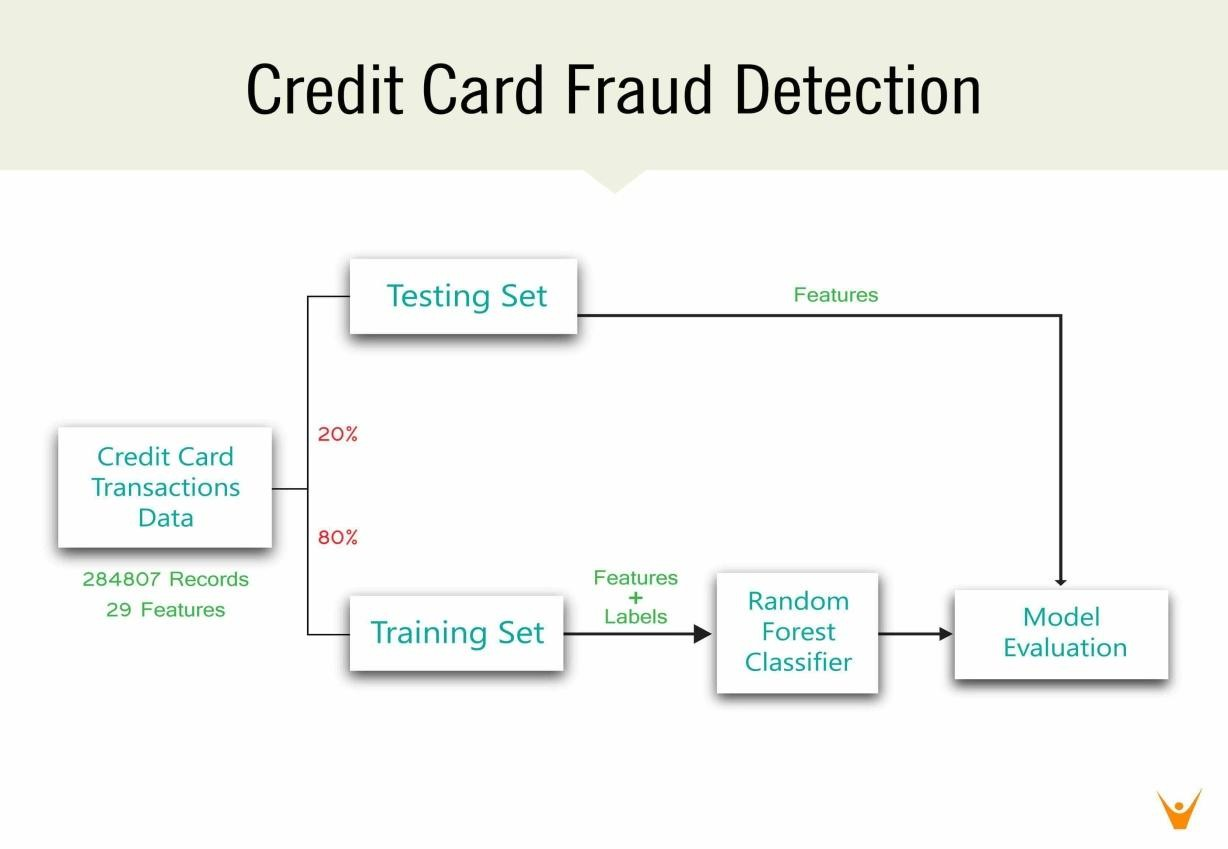 Credit Card Fraud Detection
Testing Set
Features
20%
Credit Card
Transactions
Data
80%
284807 Records
29 Features
Training Set
Features
+
Labels
Random
Forest
Classifier
Model
Evaluation